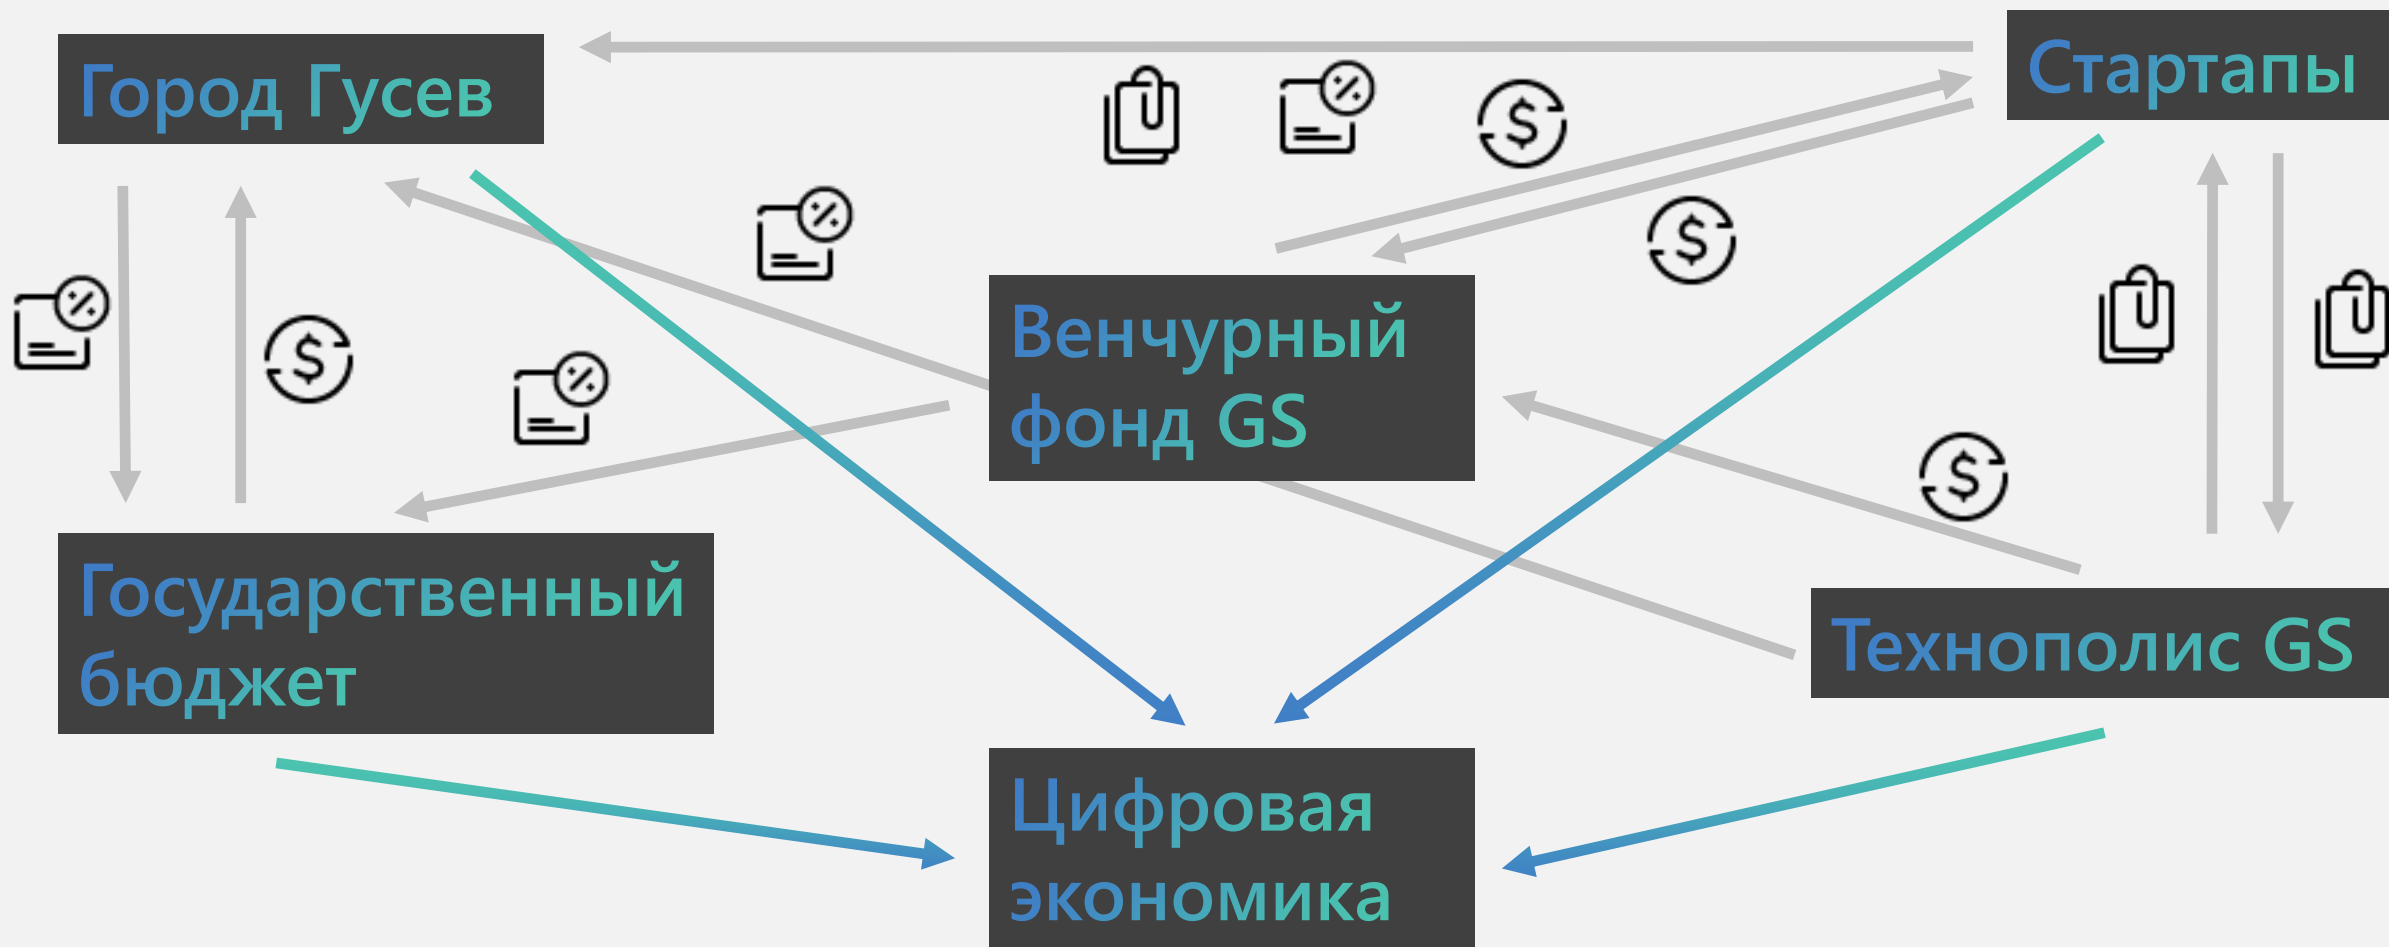 Город Гусев
Стартапы
Венчурный
фонд GS
Государственный
бюджет
Технополис GS
Цифровая
экономика